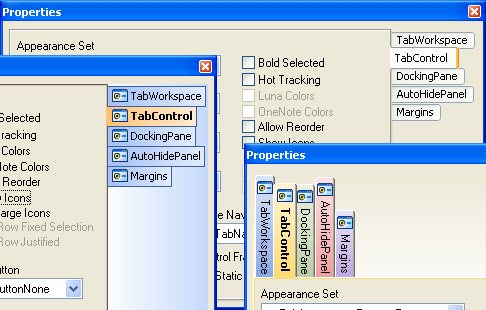 Properties
Appearance Set
Bold Selected
Hot Tracking
Luna Colors
OneNote Colors
Allow Reorder
Show Icons
TabWorkspace
TabControl
DockingPane
AutoHidePanel
Margins
Selected
racking
Colors
ote Colors
Reorder
Icons
arge Icons
Row Fixed Selection
Row Justified
utton
uttonNone
TabWorkspace
TabControl
DockingPane
AutoHidePanel
Margins
e Nav
TabNa
trol Fra
Static
Properties
TabWorkspace
TabControl
DockingPane
AutoHidePanel
Margins
Appearance Set